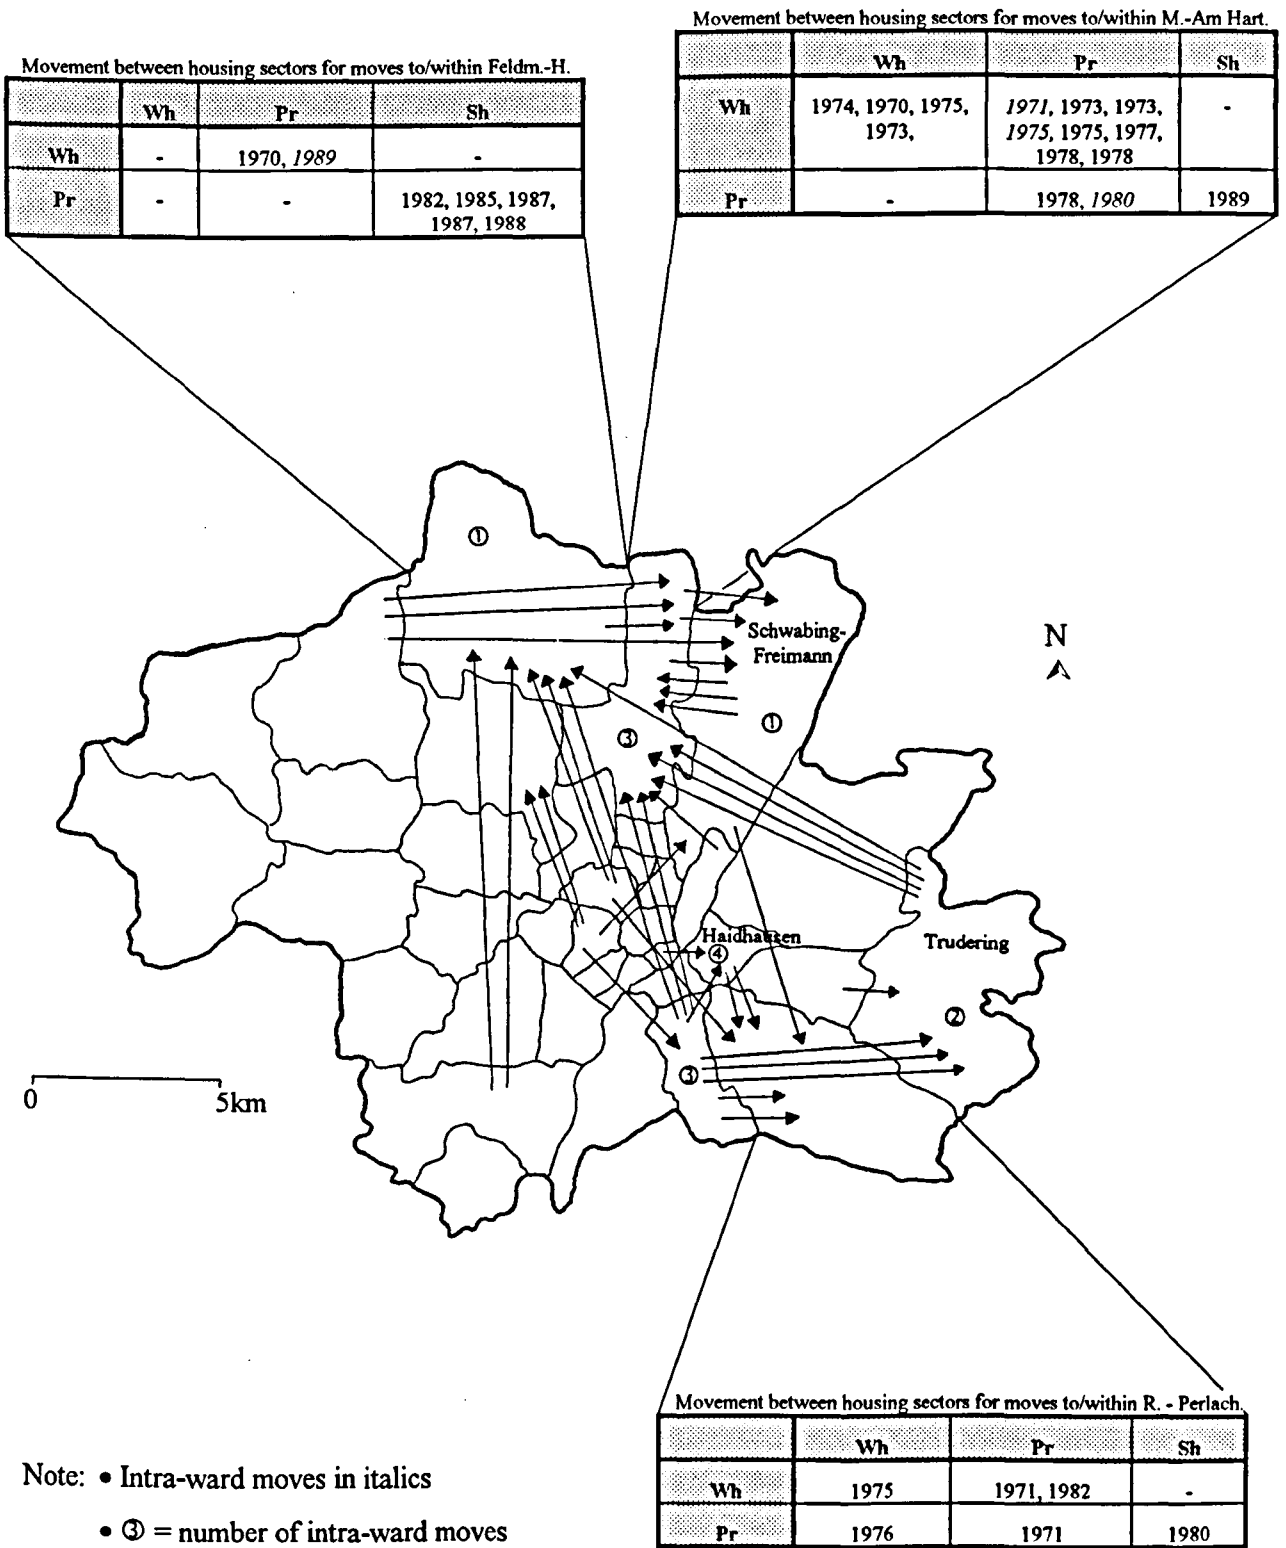 Movement between housing sectors for moves to/within M.-Am Hart.
Wh Pr Sh
Wh 1974, 1970, 1975, 1971, 1973, 1973, -
1973, 1975, 1975, 1977,
1978, 1978
Pr - 1978, 1980 1989
Movement between housing sectors for moves to/within Feldm.-H.
Wh Pr Sh
Wh - 1970, 1989 -
Pr - - 1982, 1985, 1987,
1987, 1988
①
Schwabing-
Freimann
N
①
③
Haidhausen
④
Trudering
②
③
0 5km
Movement between housing sectors for moves to/within R. - Perlach.
Wh Pr Sh
Wh 1975 1971, 1982 -
Pr 1976 1971 1980
Note: • Intra-ward moves in italics
• ③ = number of intra-ward moves